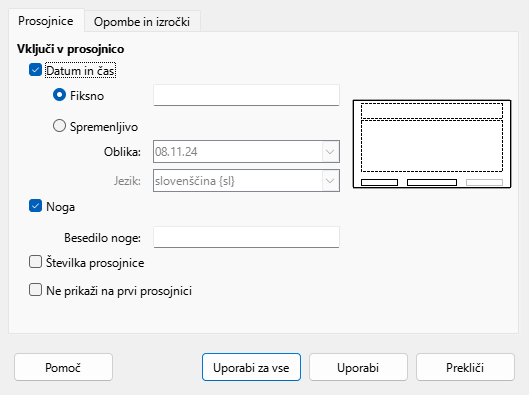 Prosojnice
Opombe in izročki
Vključi v prosojnico
Datum in čas
Fiksno
Spremenljivo
Oblika: 08.11.24
Jezik: slovenščina {sl}
Noga
Besedilo noge:
Številka prosojnice
Ne prikaži na prvi prosojnici
Pomoč
Uporabi za vse
Uporabi
Prekliči